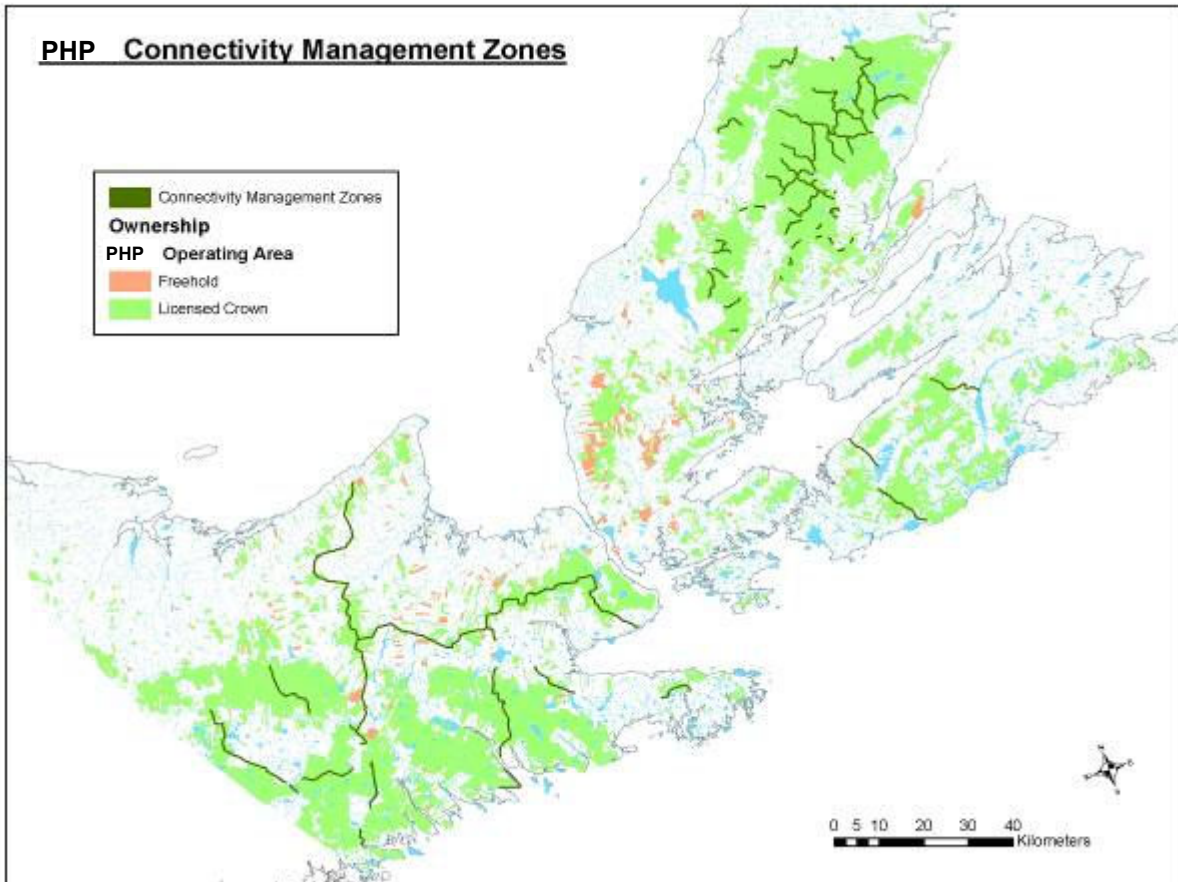 PHP Connectivity Management Zones
Connectivity Management Zones
Ownership
PHP Operating Area
Freehold
Licensed Crown
0 5 10 20 30 40
Kilometers